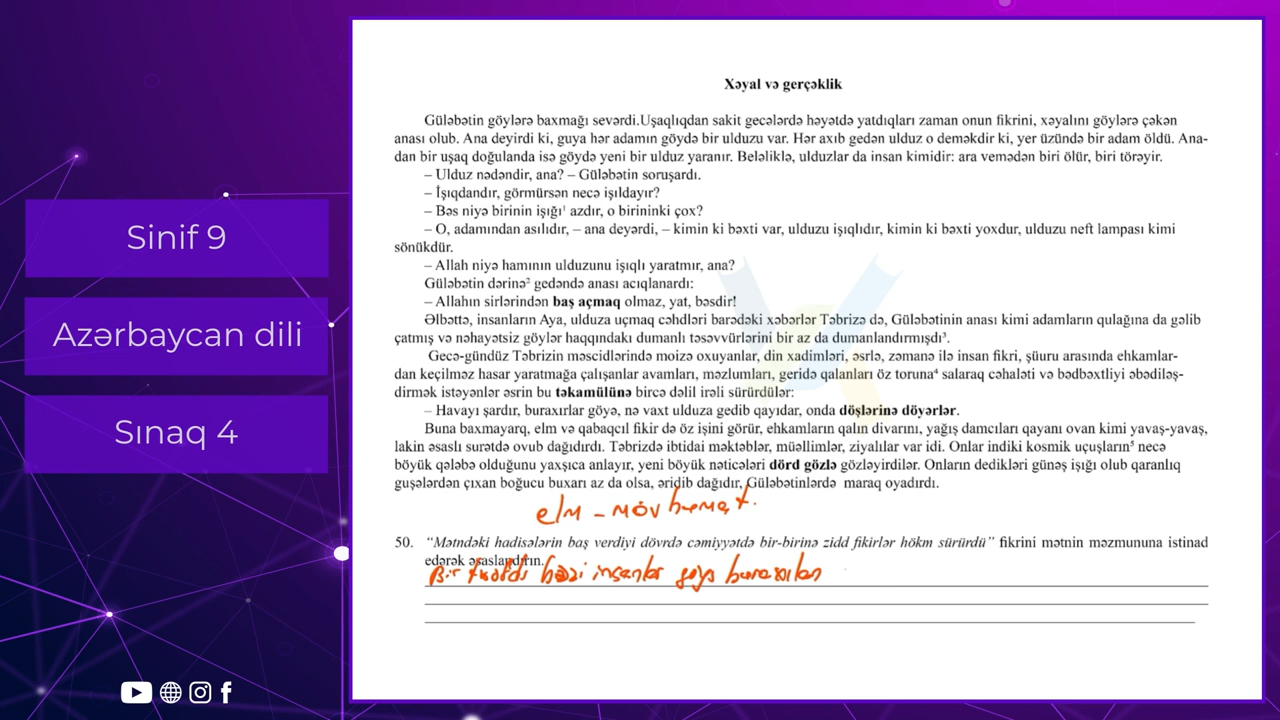 Sinif 9
Azərbaycan dili
Sınaq 4
Xəyal və gerçəklik
Güləbətin göylərə baxmağı sevərdi.Uşaqlıqdan sakit gecələrdə həyətdə yatdıqları zaman onun fikrini, xəyalını göylərə çəkən
anası olub. Ana deyirdi ki, guya hər adamın göydə bir ulduzu var. Hər axıb gedən ulduz o deməkdir ki, yer üzündə bir adam öldü. Ana-
dan bir uşaq doğulanda isə göydə yeni bir ulduz yaranır. Beləliklə, ulduzlar da insan kimidir: ara vemədən biri ölür, biri törəyir.
– Ulduz nədəndir, ana? – Güləbətin soruşardı.
– İşıqdandır, görmürsən necə işıldayır?
– Bəs niyə birinin işığı¹ azdır, o birininki çox?
– O, adamından asılıdır, – ana deyərdi, – kimin ki bəxti var, ulduzu işıqlıdır, kimin ki bəxti yoxdur, ulduzu neft lampası kimi
sönükdür.
– Allah niyə hamının ulduzunu işıqlı yaratmır, ana?
Güləbətin dərinə² gedəndə anası acıqlanardı:
– Allahın sirlərindən baş açmaq olmaz, yat, bəsdir!
Əlbəttə, insanların Aya, ulduza uçmaq cəhdləri barədəki xəbərlər Təbrizə də, Güləbətinin anası kimi adamların qulağına da gəlib
çatmış və nəhayətsiz göylər haqqındakı dumanlı təsəvvürlərini bir az da dumanlandırmışdı³.
Gecə-gündüz Təbrizin məscidlərində moizə oxuyanlar, din xadimləri, əsrlə, zəmanə ilə insan fikri, şüuru arasında ehkamlar-
dan keçilməz hasar yaratmağa çalışanlar avamları, məzlumları, geridə qalanları öz toruna⁴ salaraq cəhaləti və bədbəxtliyi əbədiləş-
dirmək istəyənlər əsrin bu təkamülünə bircə dəlil irəli sürürdülər:
– Havayı şardır, buraxırlar göyə, nə vaxt ulduza gedib qayıdar, onda döşlərinə döyərlər.
Buna baxmayarq, elm və qabaqcıl fikir də öz işini görür, ehkamların qalın divarını, yağış damcıları qayanı ovan kimi yavaş-yavaş,
lakin əsaslı surətdə ovub dağıdırdı. Təbrizdə ibtidai məktəblər, müəllimlər, ziyalılar var idi. Onlar indiki kosmik uçuşların⁵ necə
böyük qələbə olduğunu yaxşıca anlayır, yeni böyük nəticələri dörd gözlə gözləyirdilər. Onların dedikləri günəş işığı olub qaranlıq
guşələrdən çıxan boğucu buxarı az da olsa, əridib dağıdır, Güləbətinlərdə maraq oyadırdı.
elm – mövhumat.
50. “Mətndəki hadisələrin baş verdiyi dövrdə cəmiyyətdə bir-birinə zidd fikirlər hökm sürürdü” fikrini mətnin məzmununa istinad
edərək əsaslandırın.
Bir tərəfdə bəzi insanlar göyə buraxılan